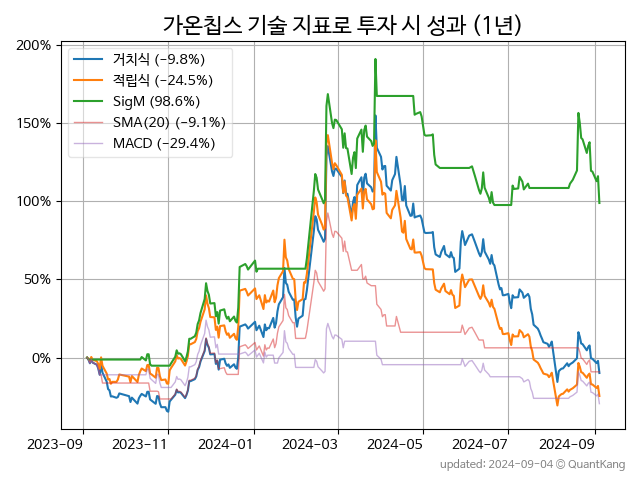 가온칩스 기술 지표로 투자 시 성과 (1년)
200%
150%
100%
50%
0%
거치식 (−9.8%)
적립식 (−24.5%)
SigM (98.6%)
SMA(20) (−9.1%)
MACD (−29.4%)
2023-09 2023-11 2024-01 2024-03 2024-05 2024-07 2024-09
updated: 2024-09-04 © QuantKang